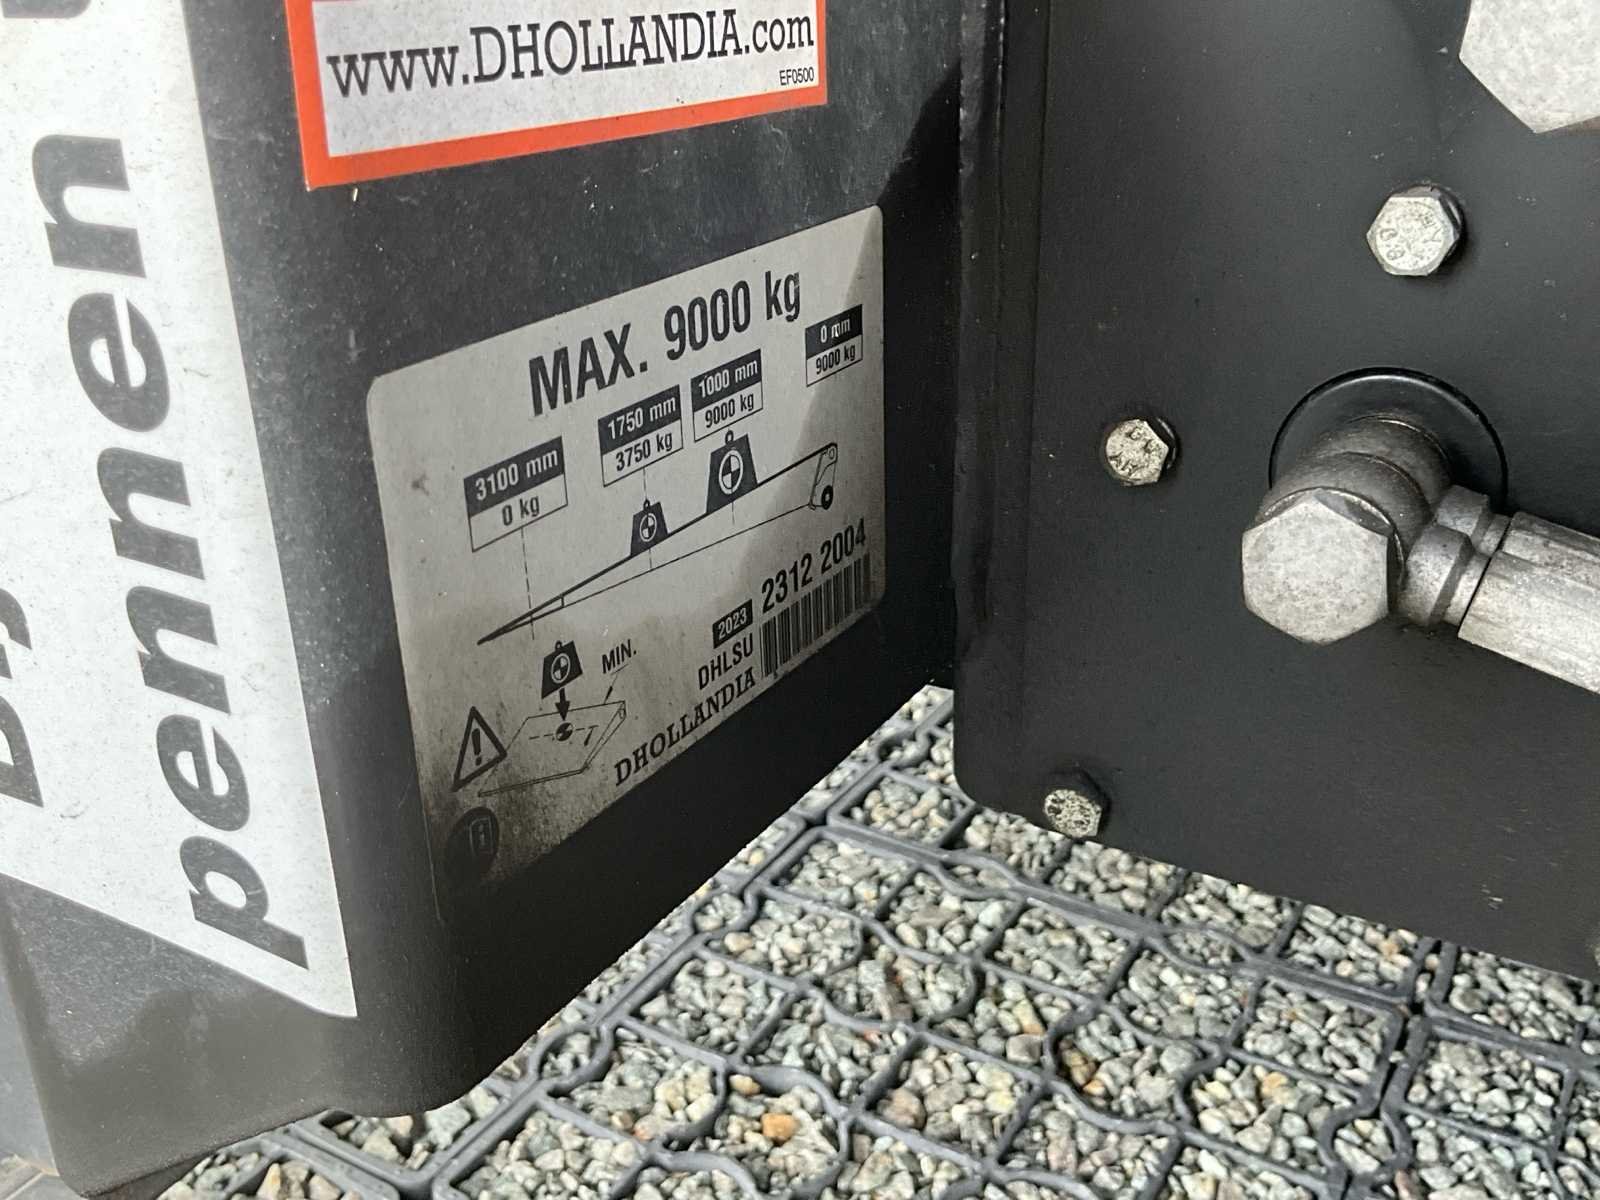 www.DHOLLANDIA.com
EF0500
pennen
MAX. 9000 kg
3100 mm
0 kg
1750 mm
3750 kg
1000 mm
9000 kg
0 mm
9000 kg
MIN.
2023
DHLSU
2312 2004
DHOLLANDIA